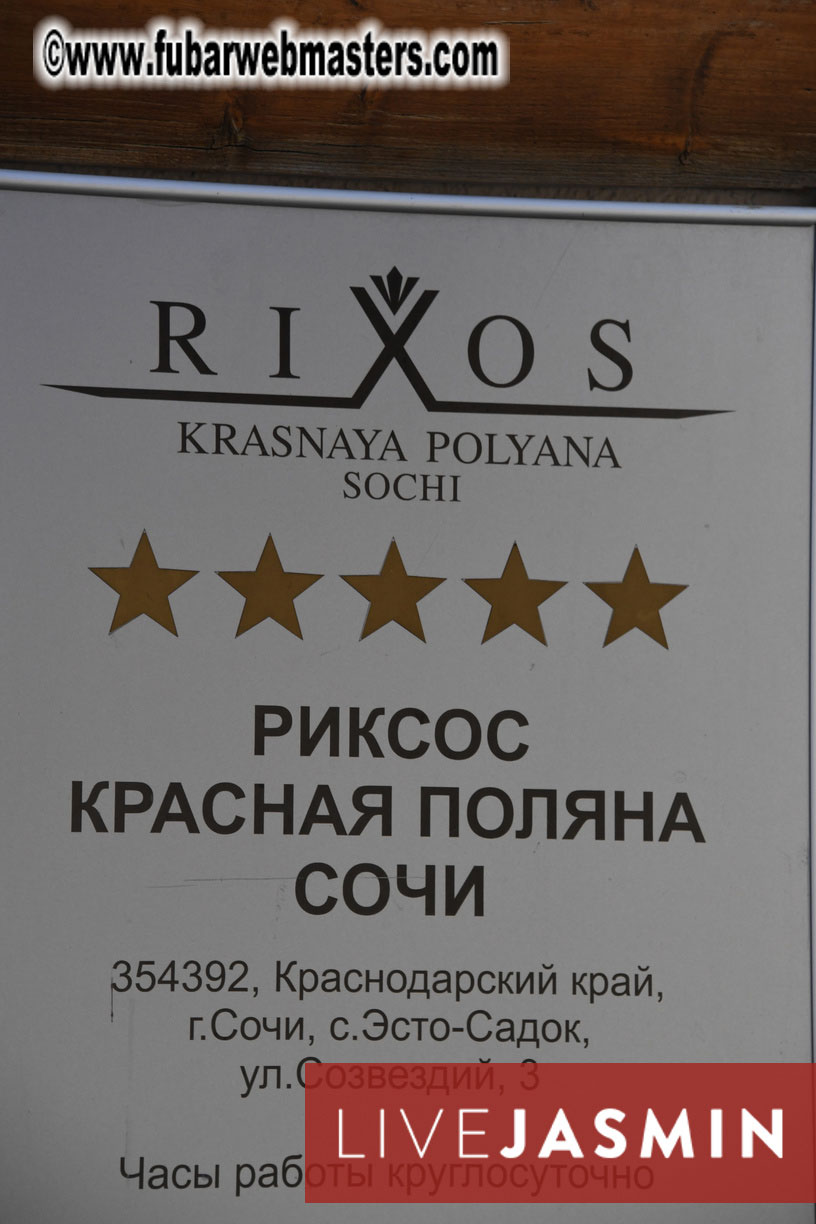 ©www.fubarwebmasters.com
RIXOS
KRASNAYA POLYANA
SOCHI
РИКСОС
КРАСНАЯ ПОЛЯНА
СОЧИ
354392, Краснодарский край,
г.Сочи, с.Эсто-Садок,
ул.Созвездий, 3
LIVEJASMIN
Часы работы круглосуточно